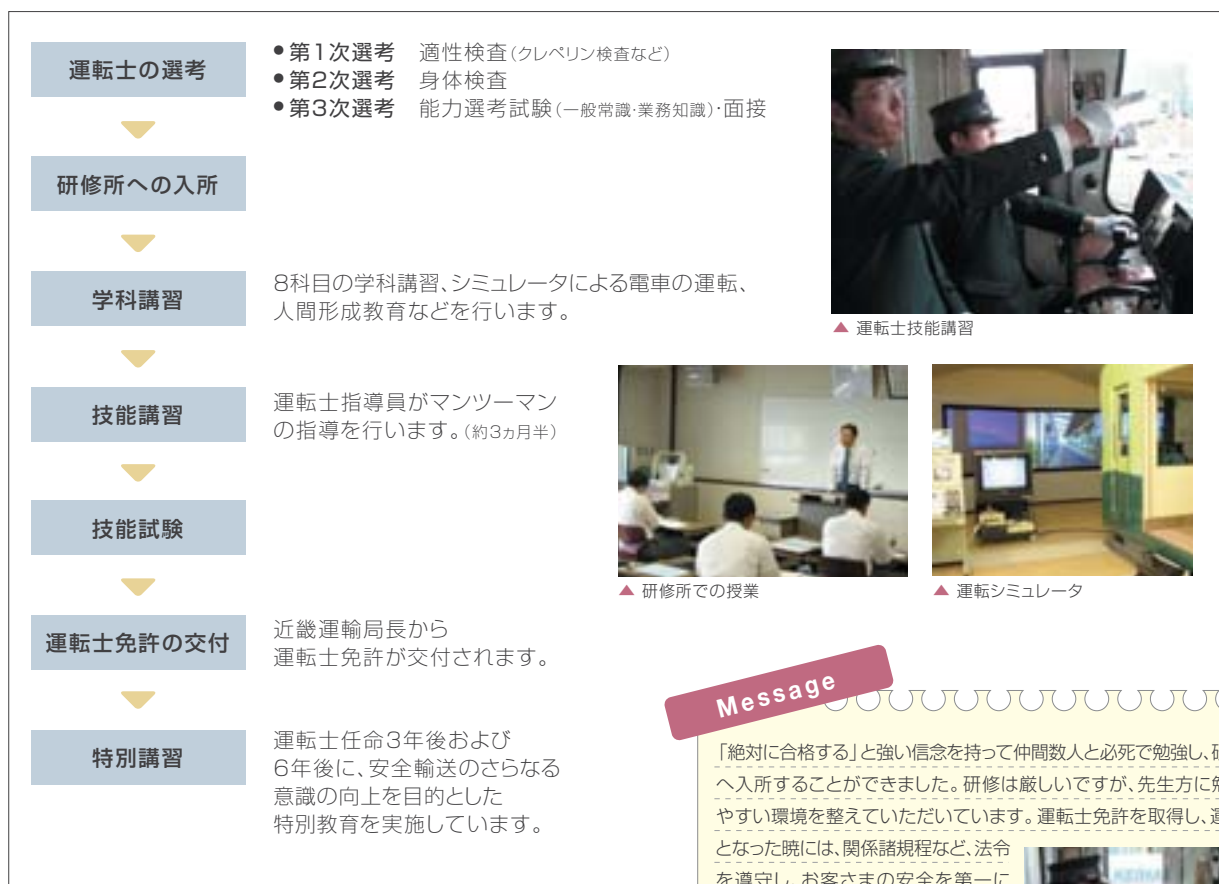 運転士の選考
●第1次選考 適性検査(クレペリン検査など)
●第2次選考 身体検査
●第3次選考 能力選考試験(一般常識・業務知識)・面接
研修所への入所
学科講習
8科目の学科講習、シミュレータによる電車の運転、
人間形成教育などを行います。
▲ 運転士技能講習
技能講習
運転士指導員がマンツーマン
の指導を行います。(約3ヵ月半)
技能試験
▲ 研修所での授業
▲ 運転シミュレータ
運転士免許の交付
近畿運輸局長から
運転士免許が交付されます。
特別講習
運転士任命3年後および
6年後に、安全輸送のさらなる
意識の向上を目的とした
特別教育を実施しています。
Message
「絶対に合格する」と強い信念を持って仲間数人と必死で勉強し、
へ入所することができました。研修は厳しいですが、先生方に
やすい環境を整えていただいています。運転士免許を取得し、
となった暁には、関係諸規程など、法令
を遵守し、お客さまの安全を第一に